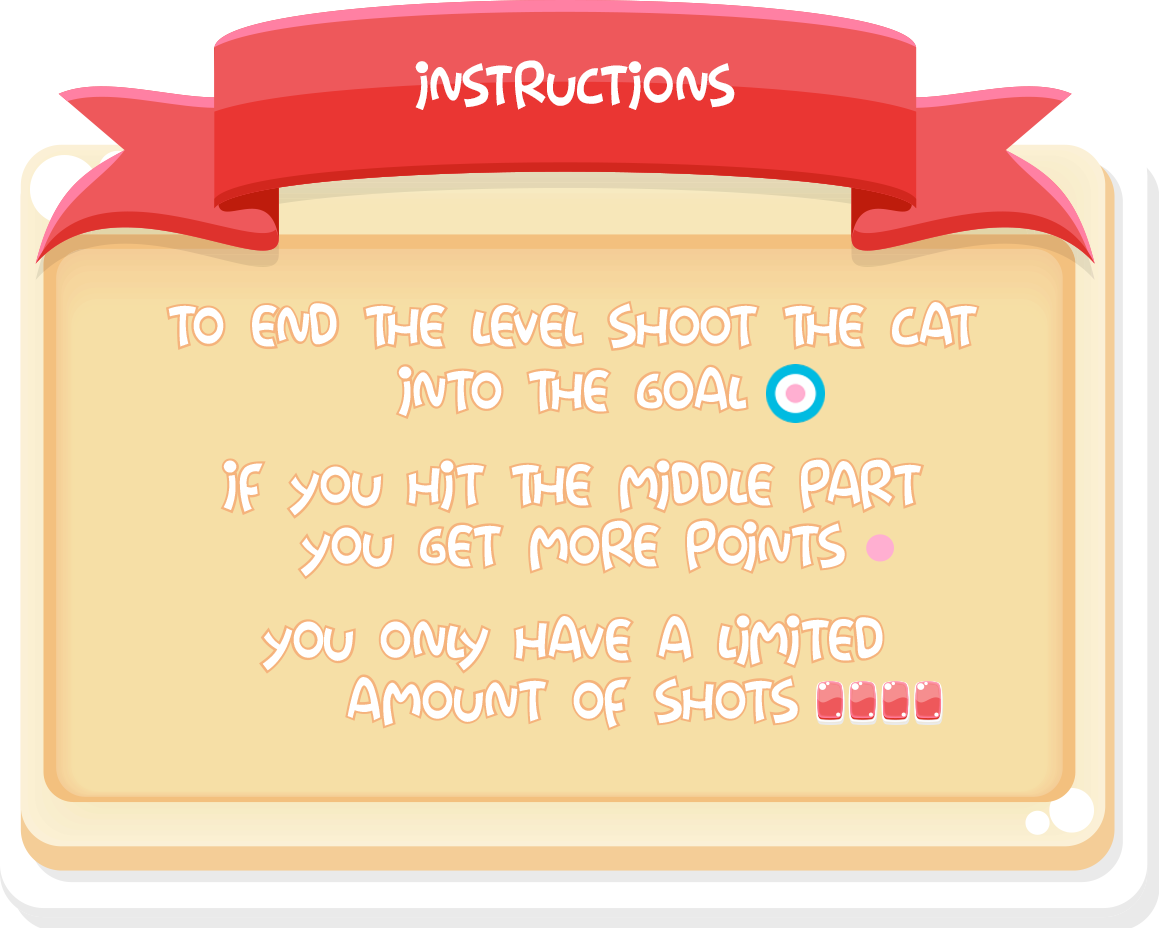 INSTRUCTIONS
TO END THE LEVEL SHOOT THE CAT
INTO THE GOAL
IF YOU HIT THE MIDDLE PART
YOU GET MORE POINTS
YOU ONLY HAVE A LIMITED
AMOUNT OF SHOTS